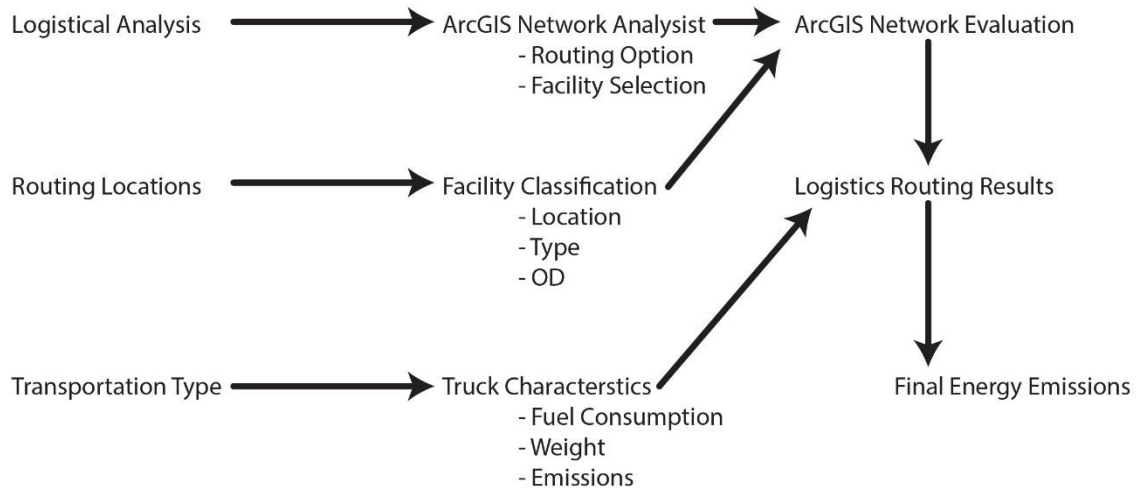 Logistical Analysis
ArcGIS Network Analysist
- Routing Option
- Facility Selection
ArcGIS Network Evaluation
Routing Locations
Facility Classification
- Location
- Type
- OD
Logistics Routing Results
Transportation Type
Truck Characterstics
- Fuel Consumption
- Weight
- Emissions
Final Energy Emissions